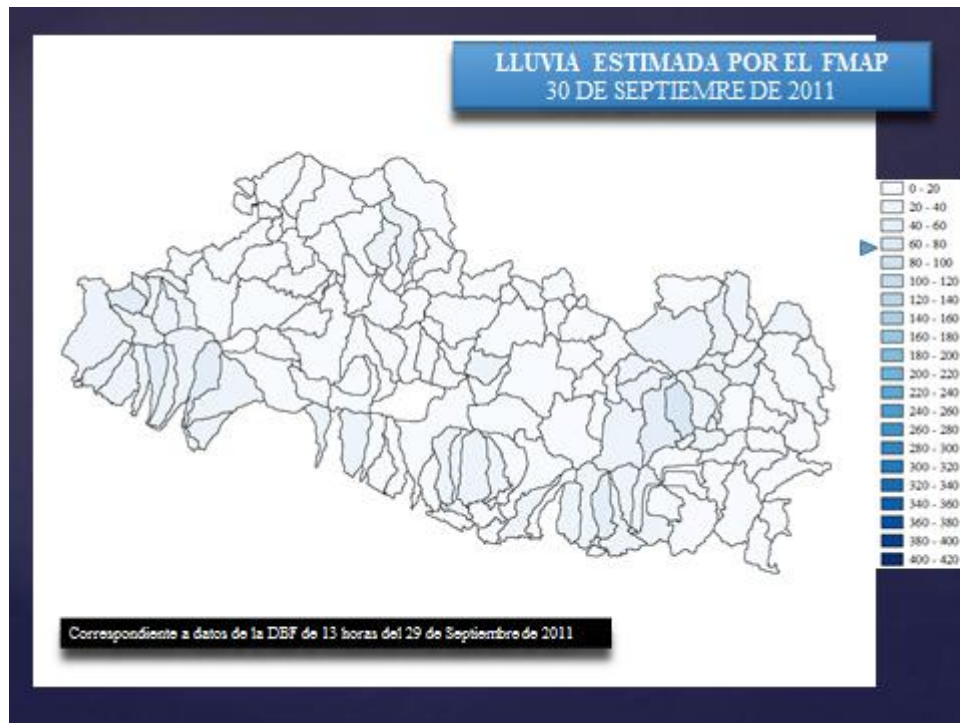 LLUVIA ESTIMADA POR EL FMAP
30 DE SEPTIEMRE DE 2011
0 - 20
20 - 40
40 - 60
60 - 80
80 - 100
100 - 120
120 - 140
140 - 160
160 - 180
180 - 200
200 - 220
220 - 240
240 - 260
260 - 280
280 - 300
300 - 320
320 - 340
340 - 360
360 - 380
380 - 400
400 - 420
Correspondiente a datos de la DBF de 13 horas del 29 de Septiembre de 2011